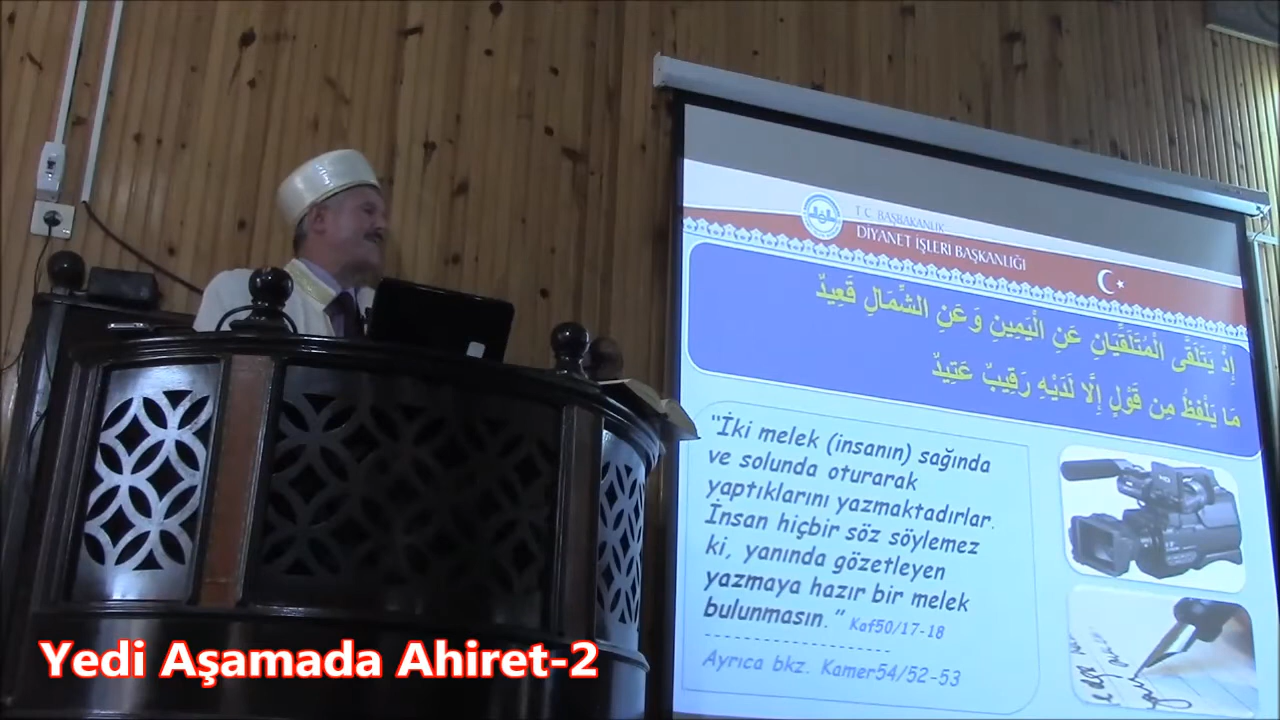 T.C. BAŞBAKANLIK
DİYANET İŞLERİ BAŞKANLIĞI
إِذْ يَتَلَقَّى الْمُتَلَقِّيَانِ عَنِ الْيَمِينِ وَعَنِ الشِّمَالِ قَعِيدٌ
مَا يَلْفِظُ مِن قَوْلٍ إِلَّا لَدَيْهِ رَقِيبٌ عَتِيدٌ
"İki melek (insanın) sağında
ve solunda oturarak
yaptıklarını yazmaktadırlar.
İnsan hiçbir söz söylemez
ki, yanında gözetleyen
yazmaya hazır bir melek
bulunmasın." Kaf50/17-18
--------------------
Ayrıca bkz. Kamer54/52-53
Yedi Aşamada Ahiret-2